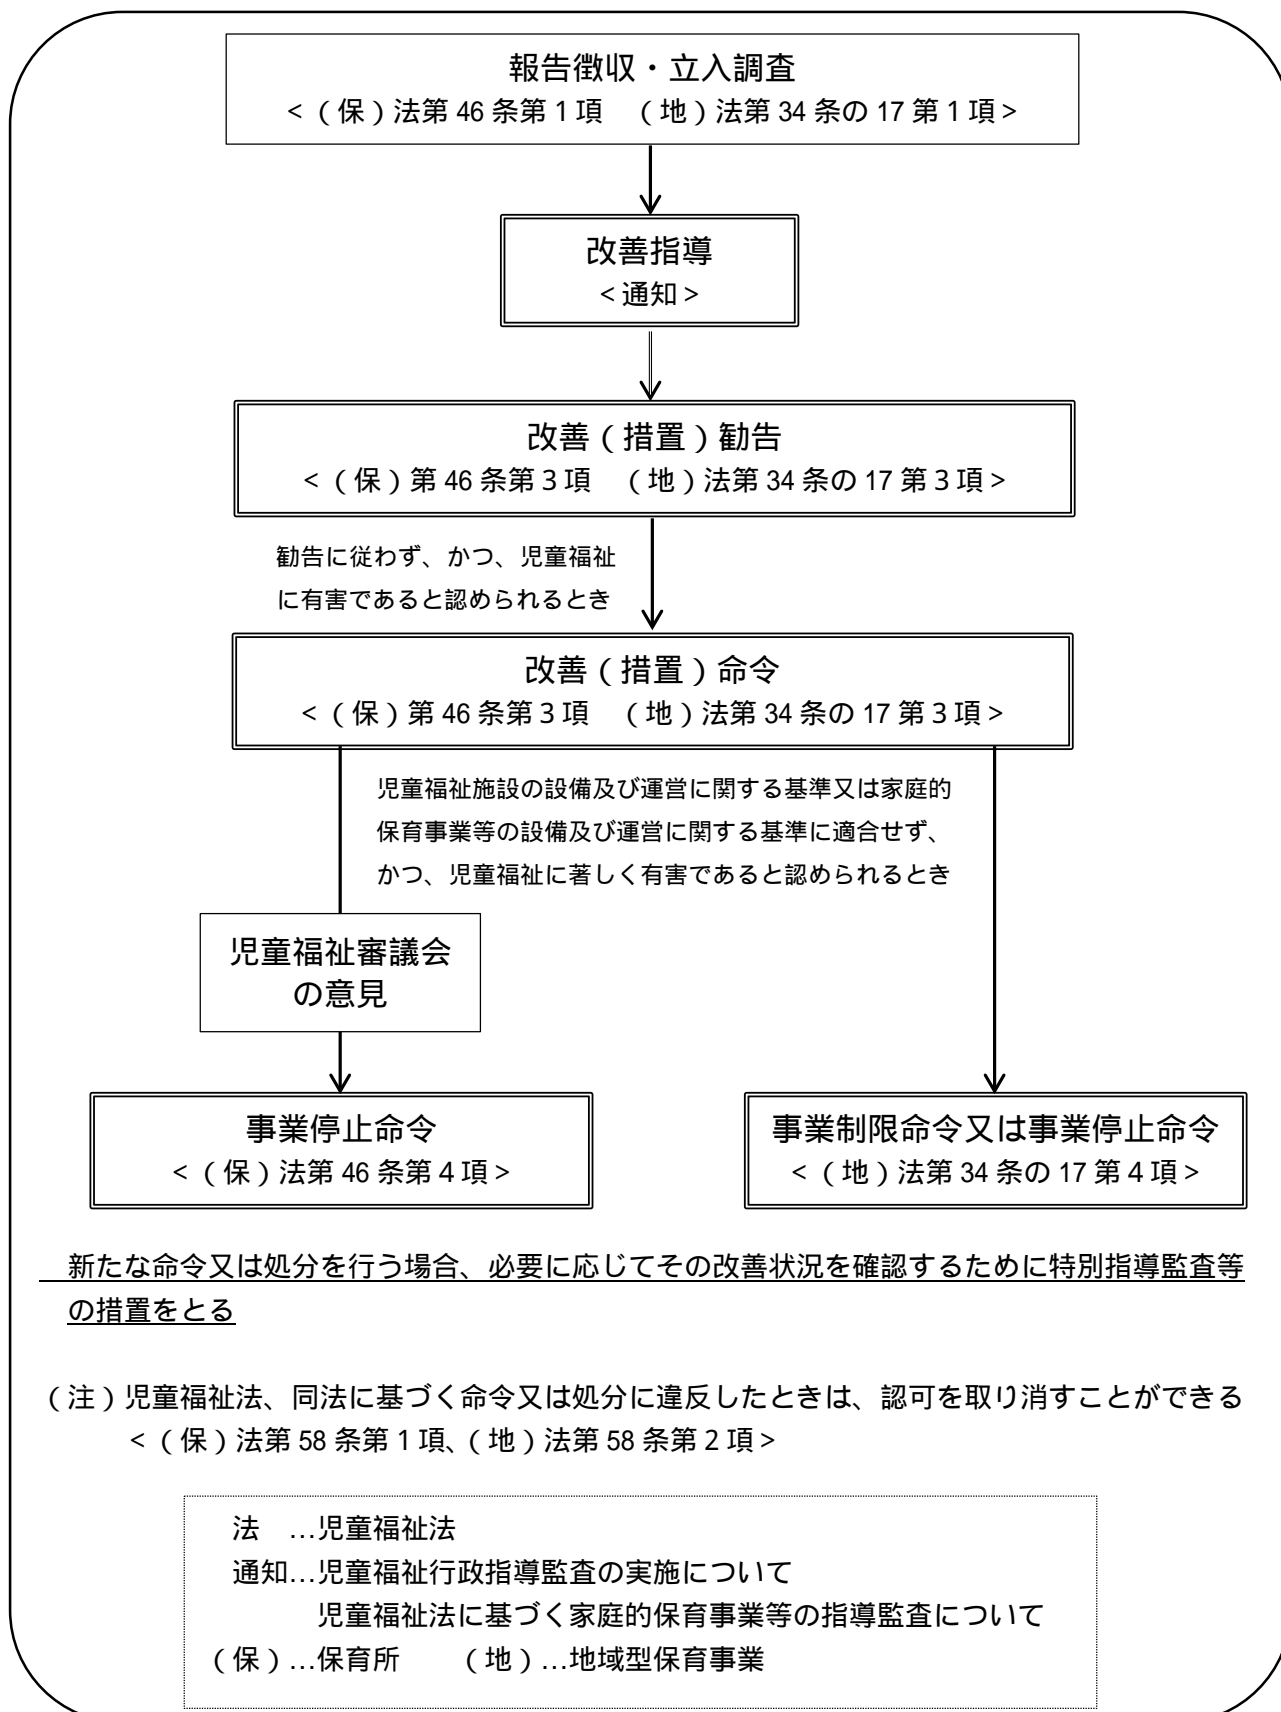 報告徴収・立入調査
<（保）法第 46 条第 1 項　（地）法第 34 条の 17 第 1 項>
改善指導
<通知>
改善（措置）勧告
<（保）第 46 条第 3 項　（地）法第 34 条の 17 第 3 項>
勧告に従わず、かつ、児童福祉
に有害であると認められるとき
改善（措置）命令
<（保）第 46 条第 3 項　（地）法第 34 条の 17 第 3 項>
児童福祉施設の設備及び運営に関する基準又は家庭的
保育事業等の設備及び運営に関する基準に適合せず、
かつ、児童福祉に著しく有害であると認められるとき
児童福祉審議会
の意見
事業停止命令
<（保）法第 46 条第 4 項>
事業制限命令又は事業停止命令
<（地）法第 34 条の 17 第 4 項>
新たな命令又は処分を行う場合、必要に応じてその改善状況を確認するために特別指導監査等
の措置をとる
（注）児童福祉法、同法に基づく命令又は処分に違反したときは、認可を取り消すことができる
<（保）法第 58 条第 1 項、（地）法第 58 条第 2 項>
法　…児童福祉法
通知…児童福祉行政指導監査の実施について
児童福祉法に基づく家庭的保育事業等の指導監査について
（保）…保育所　　（地）…地域型保育事業